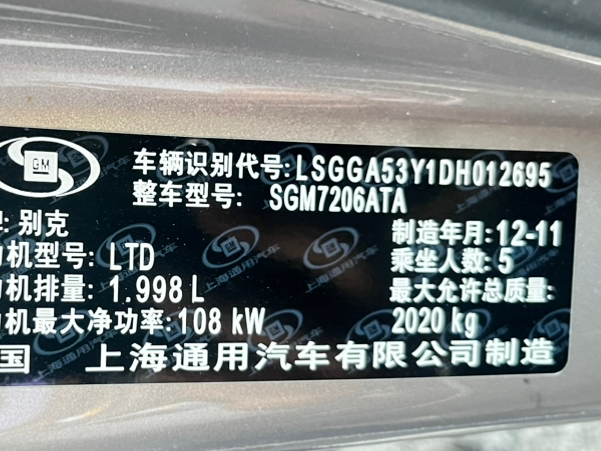 GM
车辆识别代号: LSGGA53Y1DH012695
整车型号: SGM7206ATA
牌: 别克
制造年月: 12-11
机型号: LTD
乘坐人数: 5
机排量: 1.998 L
最大允许总质量:
机最大净功率: 108 kW
2020 kg
国 上海通用汽车有限公司制造